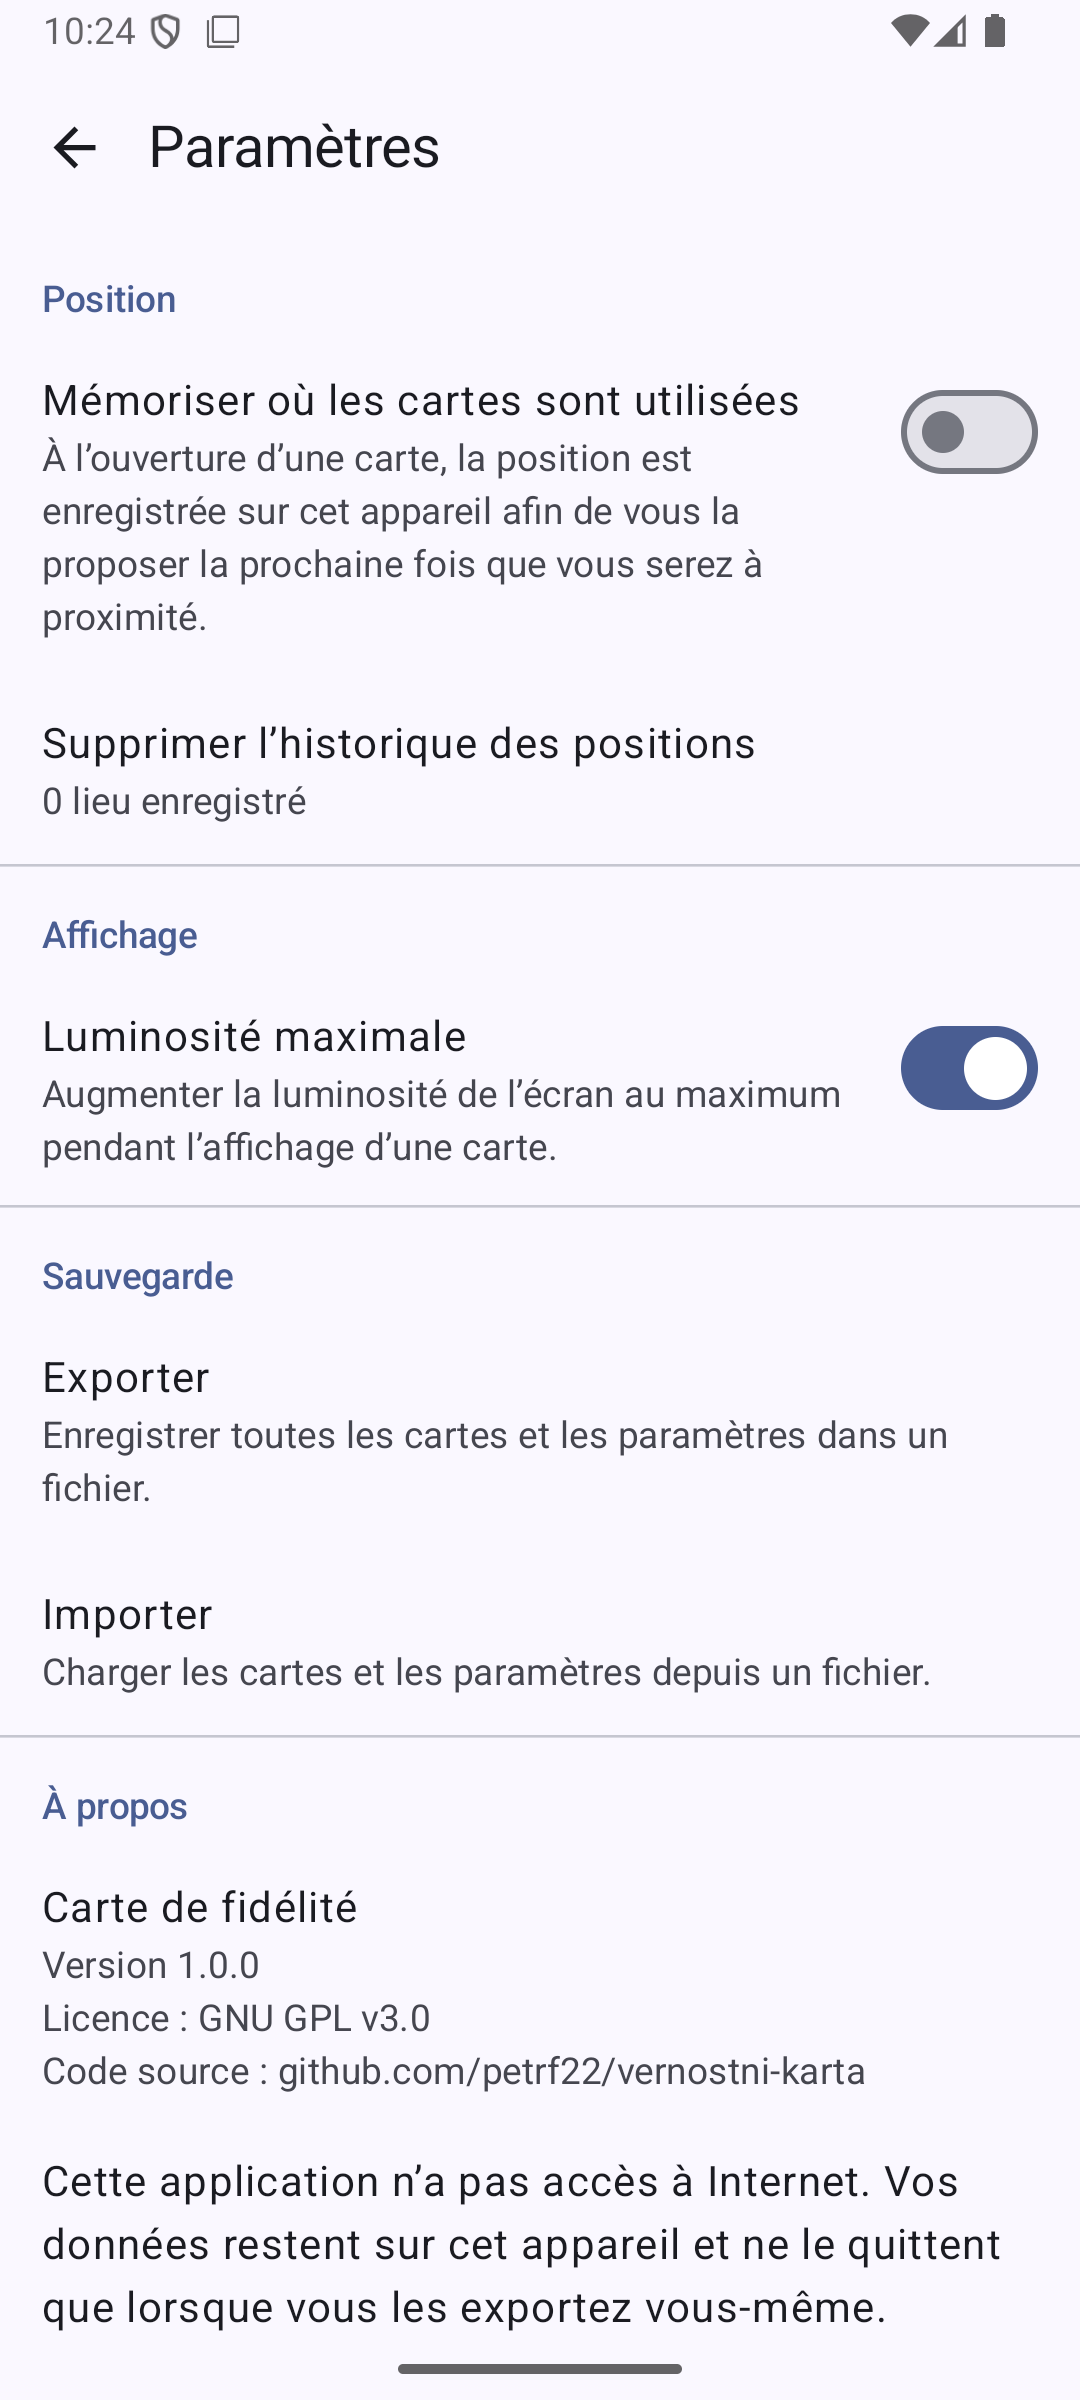 10:24
Paramètres
Position
Mémoriser où les cartes sont utilisées
À l’ouverture d’une carte, la position est
enregistrée sur cet appareil afin de vous la
proposer la prochaine fois que vous serez à
proximité.
Supprimer l’historique des positions
0 lieu enregistré
Affichage
Luminosité maximale
Augmenter la luminosité de l’écran au maximum
pendant l’affichage d’une carte.
Sauvegarde
Exporter
Enregistrer toutes les cartes et les paramètres dans un
fichier.
Importer
Charger les cartes et les paramètres depuis un fichier.
À propos
Carte de fidélité
Version 1.0.0
Licence : GNU GPL v3.0
Code source : github.com/petrf22/vernostni-karta
Cette application n’a pas accès à Internet. Vos
données restent sur cet appareil et ne le quittent
que lorsque vous les exportez vous-même.